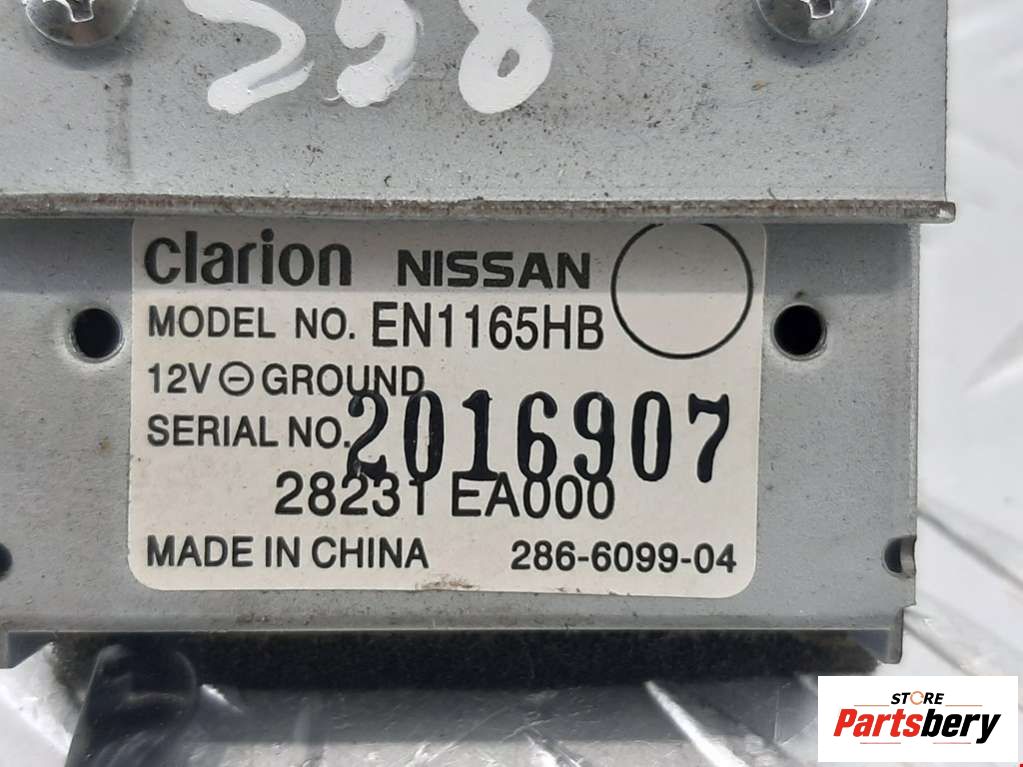 258
clarion NISSAN
MODEL NO. EN1165HB
12V ⊖ GROUND
SERIAL NO. 2016907
28231 EA000
MADE IN CHINA 286-6099-04
STORE
Partsbery